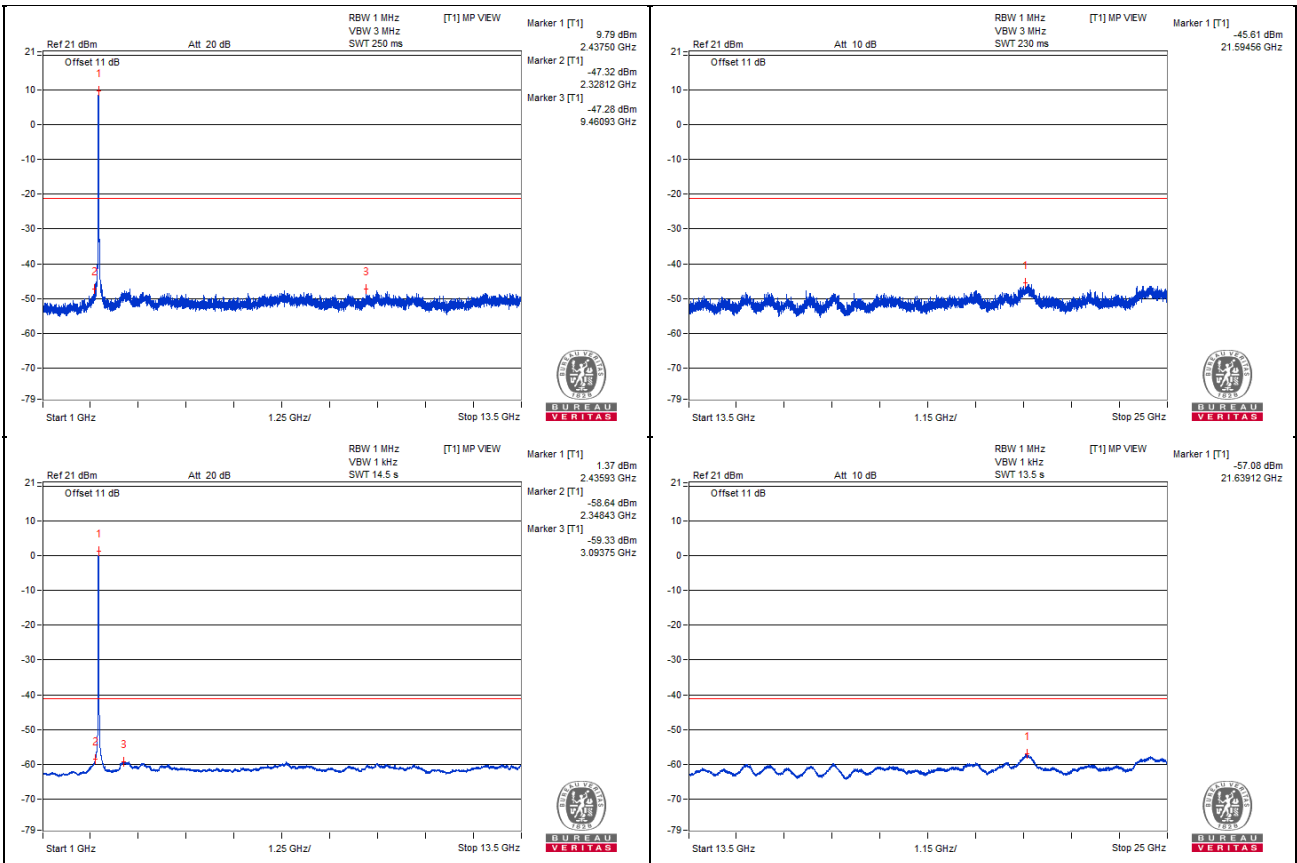 RBW 1 MHz [T1] MP VIEW
VBW 3 MHz
Ref 21 dBm Att 20 dB SWT 250 ms
Marker 1 [T1]
9.79 dBm
2.43750 GHz
Marker 2 [T1]
-47.32 dBm
2.32812 GHz
Marker 3 [T1]
-47.28 dBm
9.46093 GHz
21
Offset 11 dB
1
10
0
-10
-20
-30
-40
2 3
-50
-60
-70
-79
Start 1 GHz 1.25 GHz/ Stop 13.5 GHz
BUREAU VERITAS
1828
BUREAU
VERITAS
RBW 1 MHz [T1] MP VIEW
VBW 3 MHz
Ref 21 dBm Att 10 dB SWT 230 ms
Marker 1 [T1]
-45.61 dBm
21.59456 GHz
21
Offset 11 dB
10
0
-10
-20
-30
-40
1
-50
-60
-70
-79
Start 13.5 GHz 1.15 GHz/ Stop 25 GHz
BUREAU VERITAS
1828
BUREAU
VERITAS
RBW 1 MHz [T1] MP VIEW
VBW 1 kHz
Ref 21 dBm Att 20 dB SWT 14.5 s
Marker 1 [T1]
1.37 dBm
2.43593 GHz
Marker 2 [T1]
-58.64 dBm
2.34843 GHz
Marker 3 [T1]
-59.33 dBm
3.09375 GHz
21
Offset 11 dB
10
1
0
-10
-20
-30
-40
-50
2 3
-60
-70
-79
Start 1 GHz 1.25 GHz/ Stop 13.5 GHz
BUREAU VERITAS
1828
BUREAU
VERITAS
RBW 1 MHz [T1] MP VIEW
VBW 1 kHz
Ref 21 dBm Att 10 dB SWT 13.5 s
Marker 1 [T1]
-57.08 dBm
21.63912 GHz
21
Offset 11 dB
10
0
-10
-20
-30
-40
-50
1
-60
-70
-79
Start 13.5 GHz 1.15 GHz/ Stop 25 GHz
BUREAU VERITAS
1828
BUREAU
VERITAS